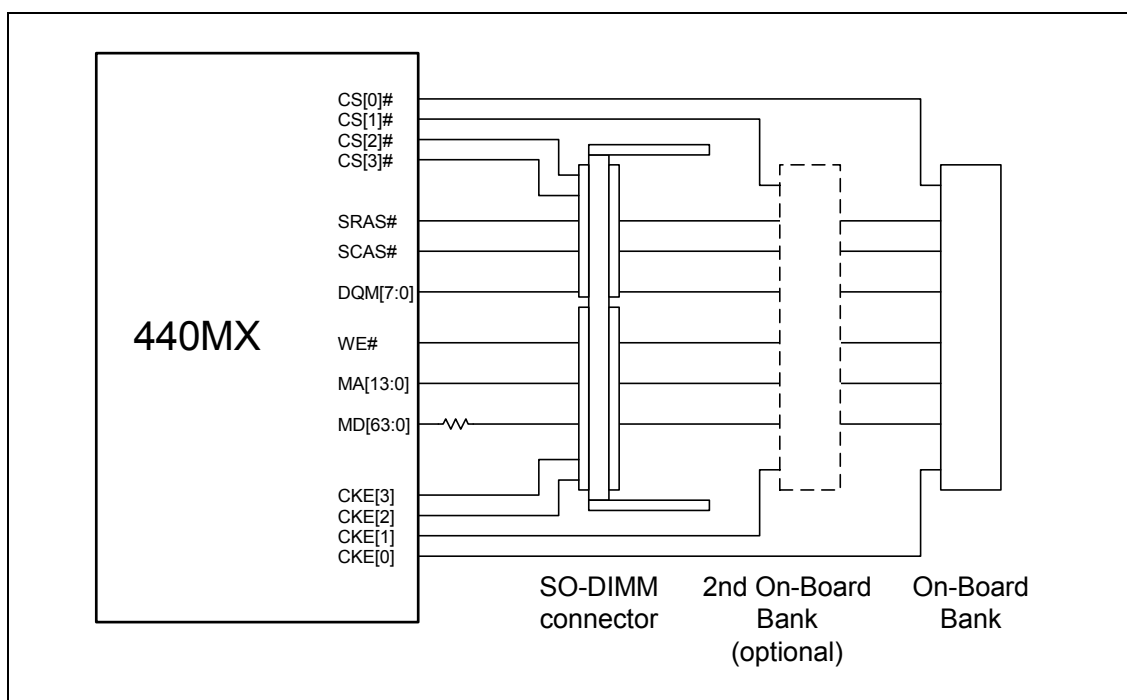 CS[0]#
CS[1]#
CS[2]#
CS[3]#
SRAS#
SCAS#
DQM[7:0]
440MX
WE#
MA[13:0]
MD[63:0]
CKE[3]
CKE[2]
CKE[1]
CKE[0]
SO-DIMM
connector
2nd On-Board
Bank
(optional)
On-Board
Bank